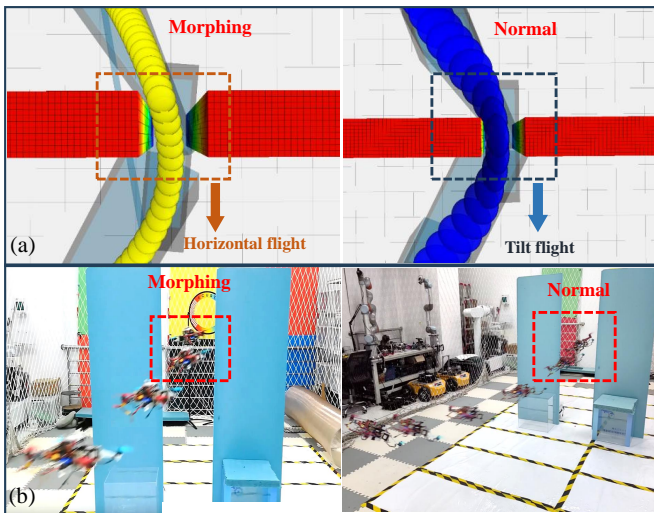 Morphing
Normal
Horizontal flight
Tilt flight
(a)
Morphing
Normal
(b)